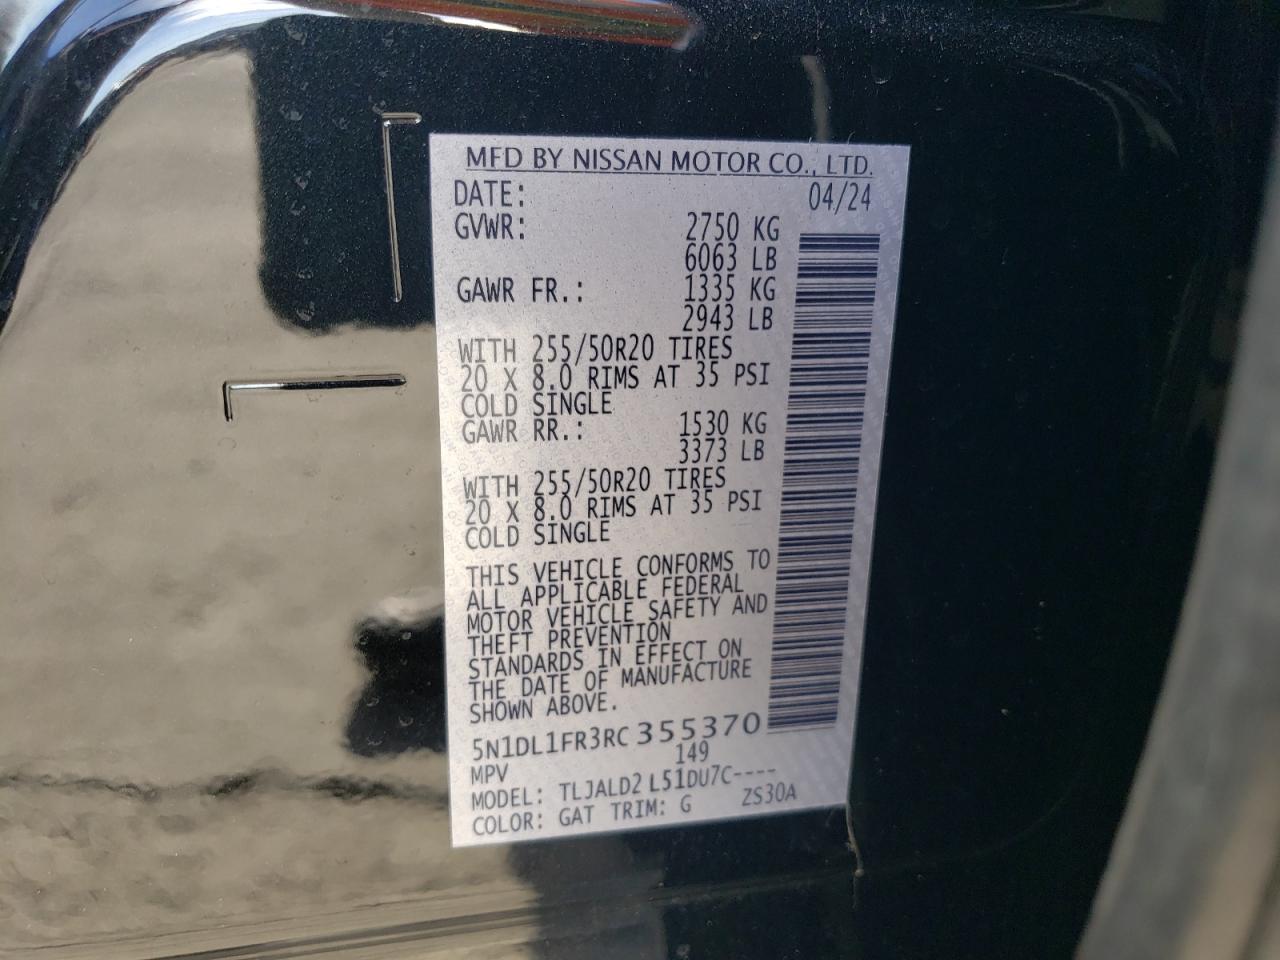 MFD BY NISSAN MOTOR CO., LTD.
DATE: 04/24
GVWR: 2750 KG
6063 LB
GAWR FR.: 1335 KG
2943 LB
WITH 255/50R20 TIRES
20 X 8.0 RIMS AT 35 PSI
COLD SINGLE
GAWR RR.: 1530 KG
3373 LB
WITH 255/50R20 TIRES
20 X 8.0 RIMS AT 35 PSI
COLD SINGLE
THIS VEHICLE CONFORMS TO
ALL APPLICABLE FEDERAL
MOTOR VEHICLE SAFETY AND
THEFT PREVENTION
STANDARDS IN EFFECT ON
THE DATE OF MANUFACTURE
SHOWN ABOVE.
5N1DL1FR3RC355370
MPV 149
MODEL: TLJALD2 L51DU7C----
COLOR: GAT TRIM: G ZS30A